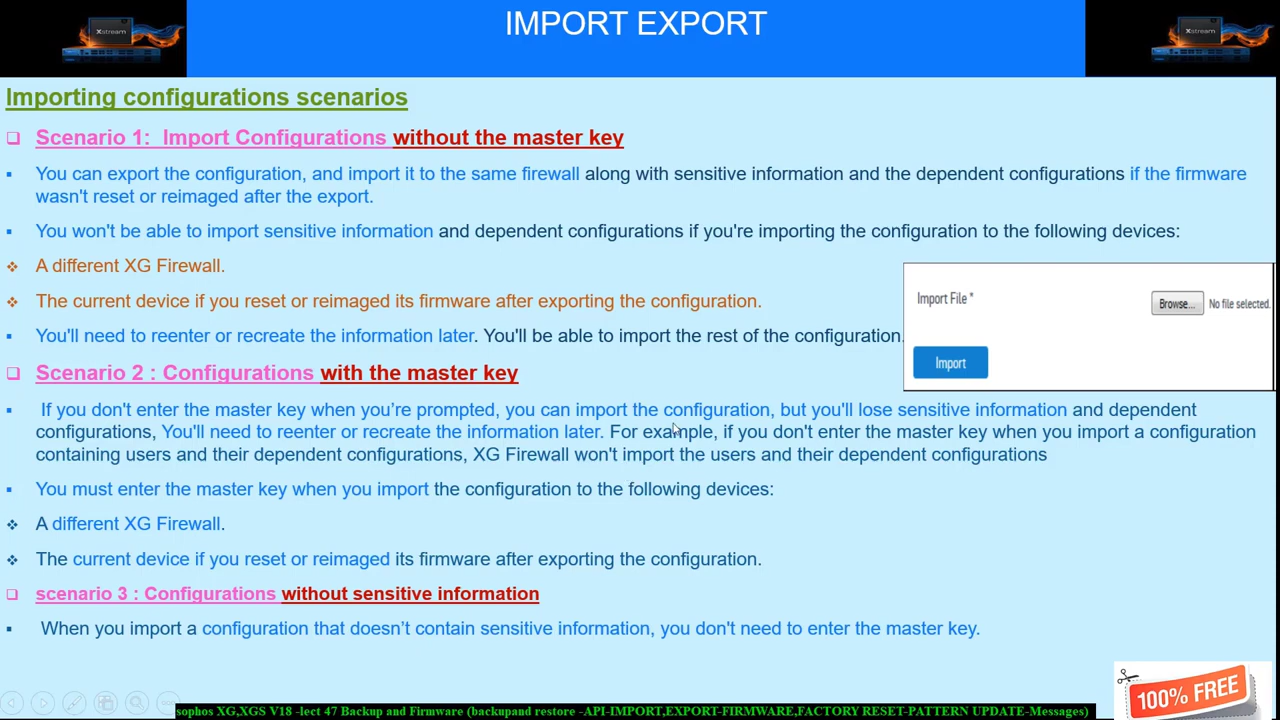 IMPORT EXPORT
Xstream
Xstream
Importing configurations scenarios
Scenario 1: Import Configurations without the master key
You can export the configuration, and import it to the same firewall along with sensitive information and the dependent configurations if the firmware
wasn't reset or reimaged after the export.
You won't be able to import sensitive information and dependent configurations if you're importing the configuration to the following devices:
A different XG Firewall.
The current device if you reset or reimaged its firmware after exporting the configuration.
Import File *
Browse... No file selected.
You'll need to reenter or recreate the information later. You'll be able to import the rest of the configuration.
Import
Scenario 2 : Configurations with the master key
If you don't enter the master key when you're prompted, you can import the configuration, but you'll lose sensitive information and dependent
configurations, You'll need to reenter or recreate the information later. For example, if you don't enter the master key when you import a configuration
containing users and their dependent configurations, XG Firewall won't import the users and their dependent configurations
You must enter the master key when you import the configuration to the following devices:
A different XG Firewall.
The current device if you reset or reimaged its firmware after exporting the configuration.
scenario 3 : Configurations without sensitive information
When you import a configuration that doesn't contain sensitive information, you don't need to enter the master key.
100% FREE
sophos XG,XGS V18 -lect 47 Backup and Firmware (backupand restore -API-IMPORT,EXPORT-FIRMWARE,FACTORY RESET-PATTERN UPDATE-Messages)